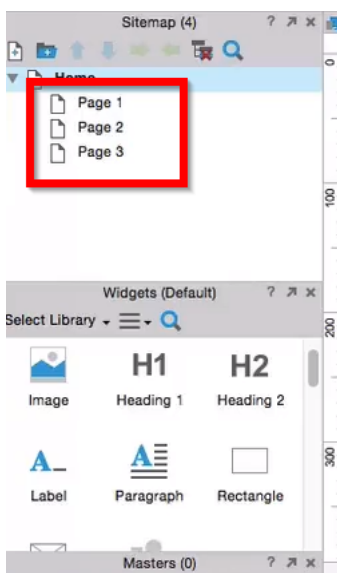 Sitemap (4) ? x
Home
Page 1
Page 2
Page 3
0
100
Widgets (Default) ? x
Select Library
200
H1 H2
Image Heading 1 Heading 2
A_ A
300
Label Paragraph Rectangle
Masters (0) ? x